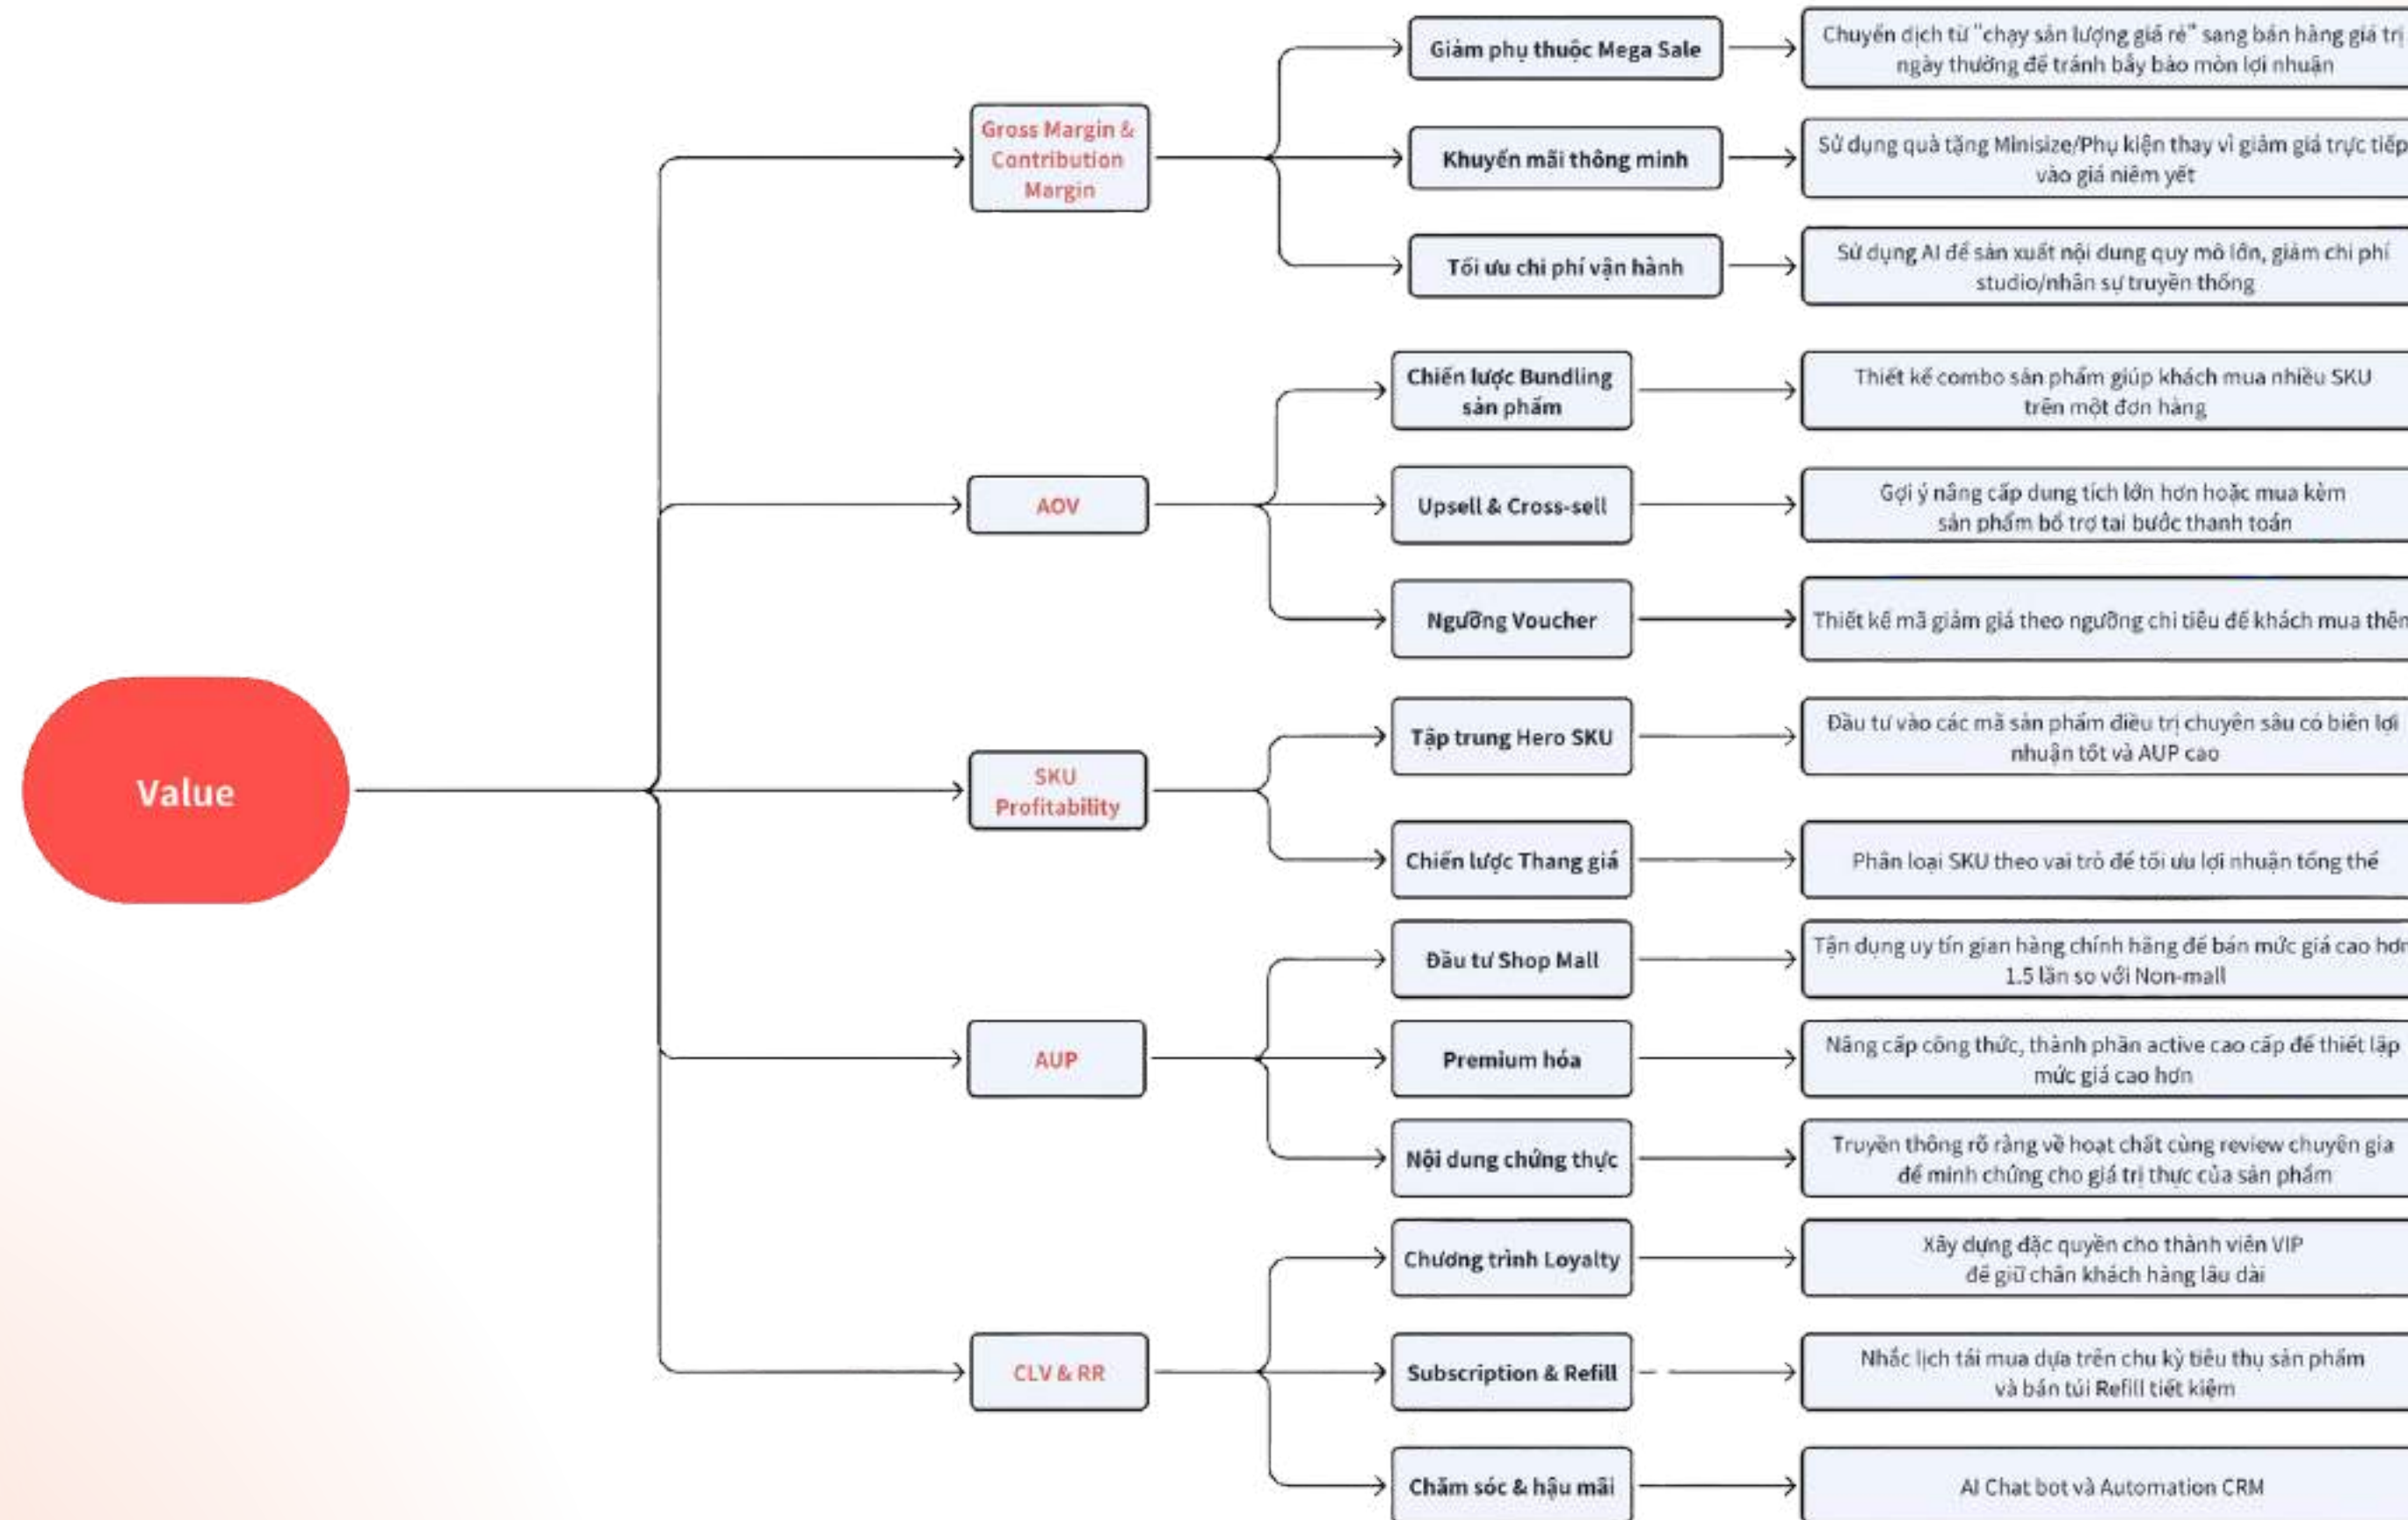 Value
Gross Margin &
Contribution
Margin
Giảm phụ thuộc Mega Sale
Chuyển dịch từ "chạy sản lượng giá rẻ" sang bán hàng giá trị
ngày thường để tránh bẫy bào mòn lợi nhuận
Khuyến mãi thông minh
Sử dụng quà tặng Minisize/Phụ kiện thay vì giảm giá trực tiếp
vào giá niêm yết
Tối ưu chi phí vận hành
Sử dụng AI để sản xuất nội dung quy mô lớn, giảm chi phí
studio/nhân sự truyền thống
AOV
Chiến lược Bundling
sản phẩm
Thiết kế combo sản phẩm giúp khách mua nhiều SKU
trên một đơn hàng
Upsell & Cross-sell
Gợi ý nâng cấp dung tích lớn hơn hoặc mua kèm
sản phẩm bổ trợ tai bước thanh toán
Ngưỡng Voucher
Thiết kế mã giảm giá theo ngưỡng chi tiêu để khách mua
SKU
Profitability
Tập trung Hero SKU
Đầu tư vào các mã sản phẩm điều trị chuyên sâu có biên lợi
nhuận tốt và AUP cao
Chiến lược Thang giá
Phân loại SKU theo vai trò để tối ưu lợi nhuận tổng thể
AUP
Đầu tư Shop Mall
Tận dụng uy tín gian hàng chính hãng để bán mức giá cao hơn
1.5 lần so với Non-mall
Premium hóa
Nâng cấp công thức, thành phần active cao cấp để thiết lập
mức giá cao hơn
Nội dung chứng thực
Truyền thông rõ ràng về hoạt chất cùng review chuyên gia
để minh chứng cho giá trị thực của sản phẩm
CLV & RR
Chương trình Loyalty
Xây dựng đặc quyền cho thành viên VIP
để giữ chân khách hàng lâu dài
Subscription & Refill
Nhắc lịch tái mua dựa trên chu kỳ tiêu thụ sản phẩm
và bán túi Refill tiết kiệm
Chăm sóc & hậu mãi
AI Chat bot và Automation CRM